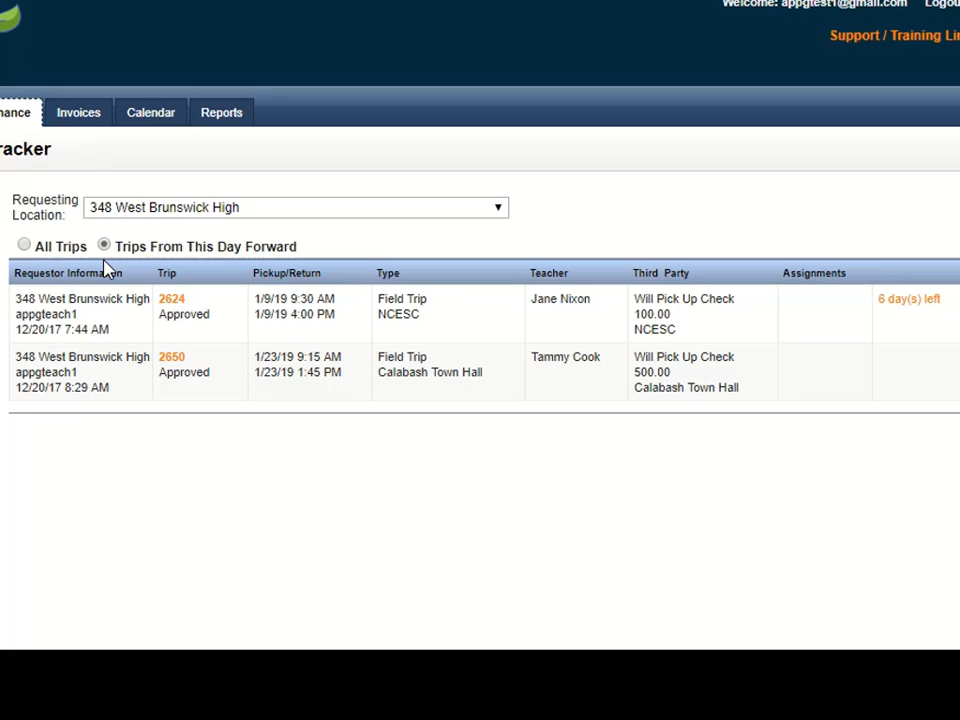 Welcome: appgtest1@gmail.com Logou
Support / Training Lin
nance Invoices Calendar Reports
racker
Requesting
Location: 348 West Brunswick High
All Trips Trips From This Day Forward
Requestor Information Trip Pickup/Return Type Teacher Third Party Assignments
348 West Brunswick High 2624 1/9/19 9:30 AM Field Trip Jane Nixon Will Pick Up Check 6 day(s) left
appgteach1 Approved 1/9/19 4:00 PM NCESC 100.00
12/20/17 7:44 AM NCESC
348 West Brunswick High 2650 1/23/19 9:15 AM Field Trip Tammy Cook Will Pick Up Check
appgteach1 Approved 1/23/19 1:45 PM Calabash Town Hall 500.00
12/20/17 8:29 AM Calabash Town Hall